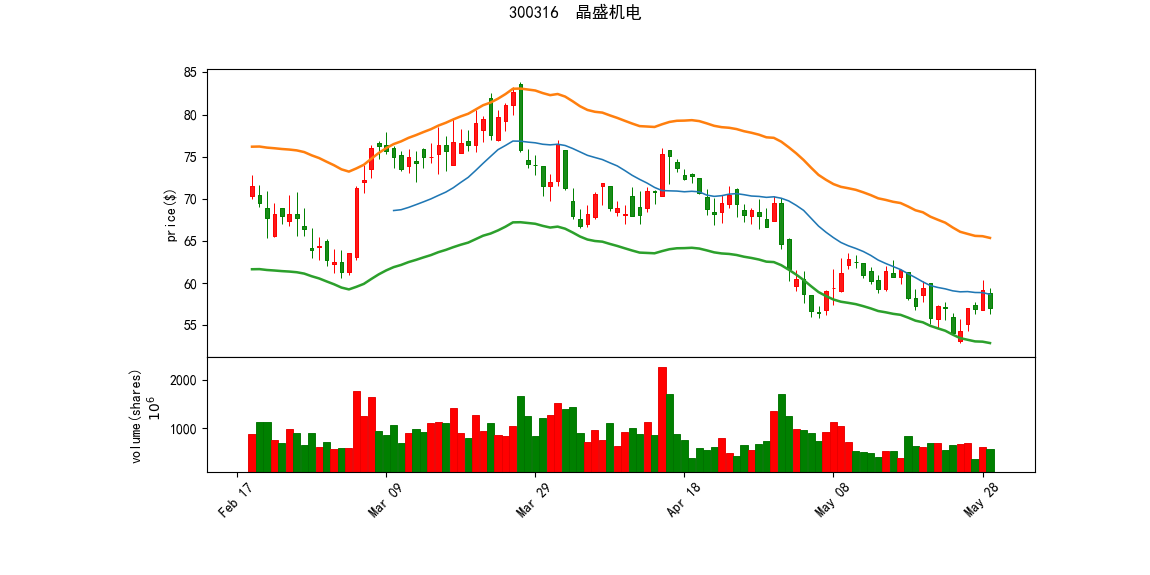 300316 晶盛机电
85
80
75
70
65
60
55
price($)
2000
1000
volume(shares)
10^6
Feb 17
Mar 09
Mar 29
Apr 18
May 08
May 28